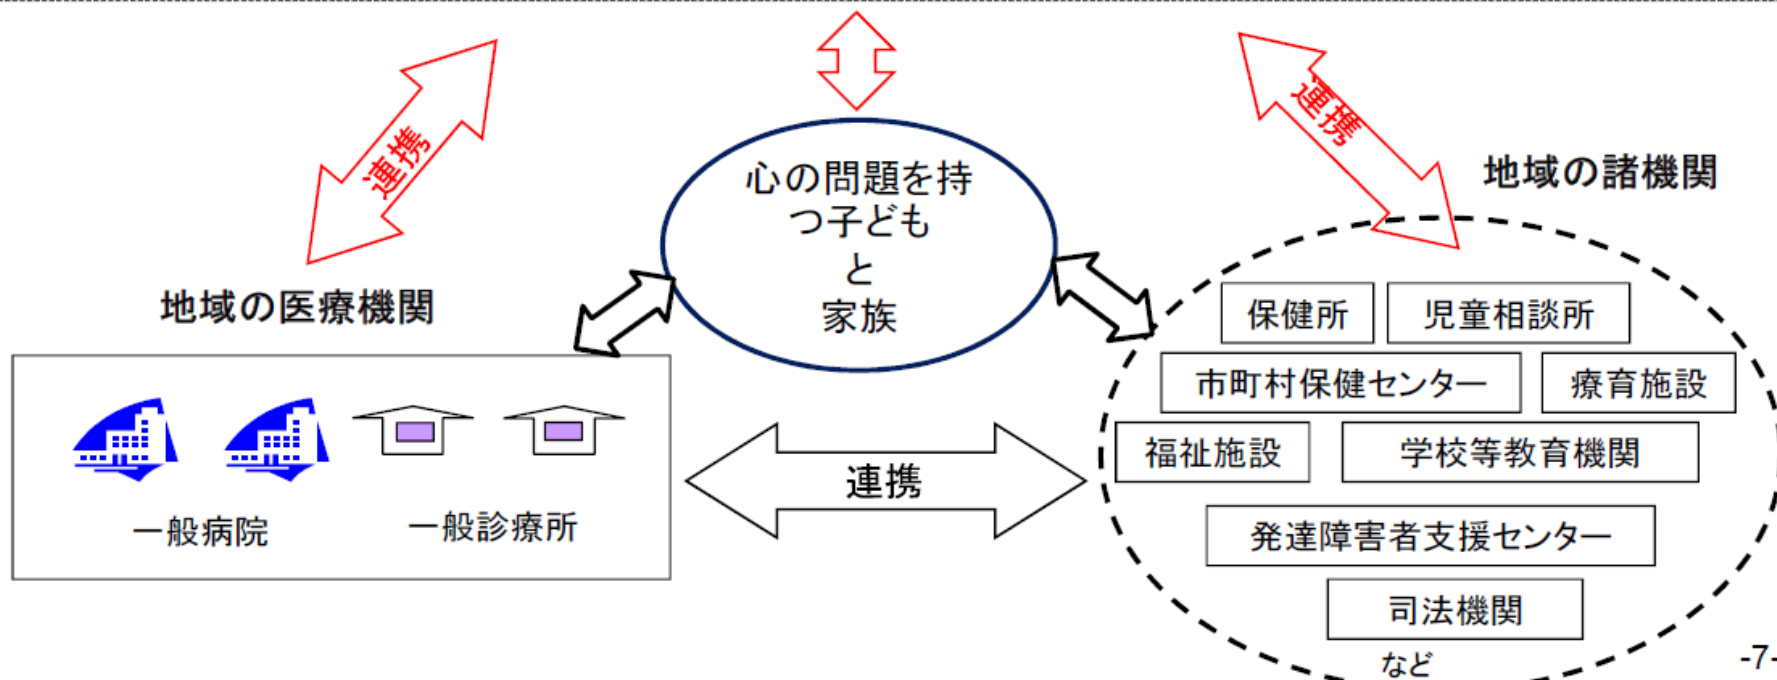 連携
連携
心の問題を持
つ子ども
と
家族
地域の諸機関
地域の医療機関
保健所
児童相談所
市町村保健センター
療育施設
福祉施設
学校等教育機関
連携
一般病院
一般診療所
発達障害者支援センター
司法機関
など
-7-